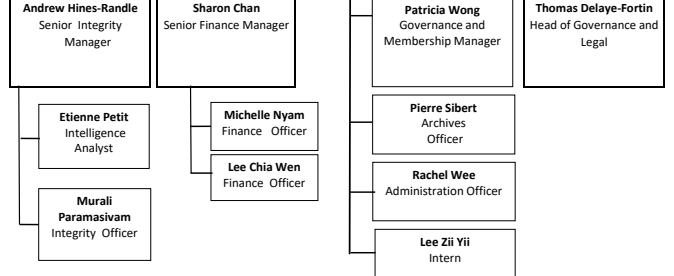 Andrew Hines-Randle
Senior Integrity
Manager
Sharon Chan
Senior Finance Manager
Patricia Wong
Governance and
Membership Manager
Thomas Delaye-Fortin
Head of Governance and
Legal
Etienne Petit
Intelligence
Analyst
Murali
Paramasivam
Integrity Officer
Michelle Nyam
Finance Officer
Lee Chia Wen
Finance Officer
Pierre Sibert
Archives
Officer
Rachel Wee
Administration Officer
Lee Zii Yii
Intern